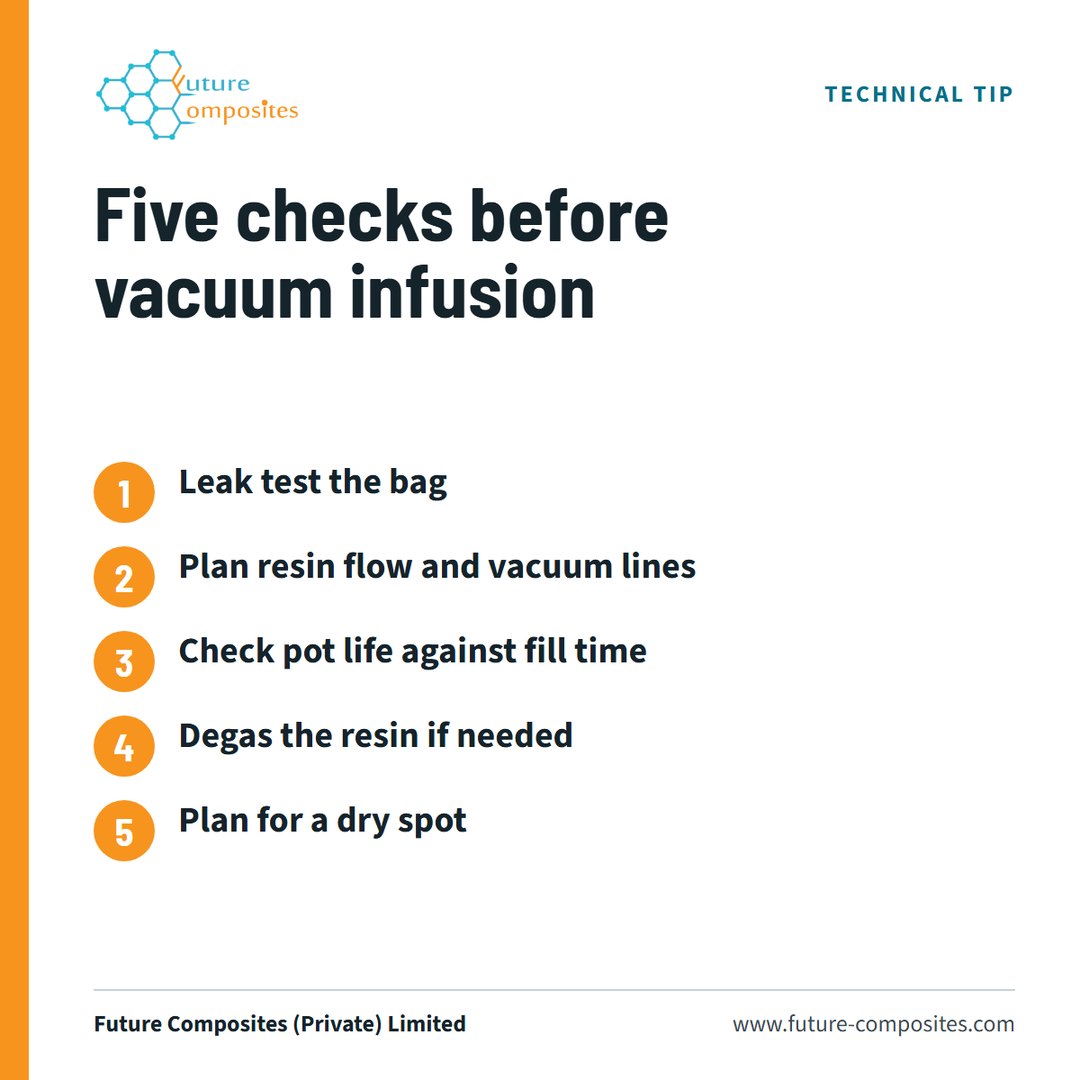 uture
omposites
TECHNICAL TIP
Five checks before
vacuum infusion
1 Leak test the bag
2 Plan resin flow and vacuum lines
3 Check pot life against fill time
4 Degas the resin if needed
5 Plan for a dry spot
Future Composites (Private) Limited
www.future-composites.com